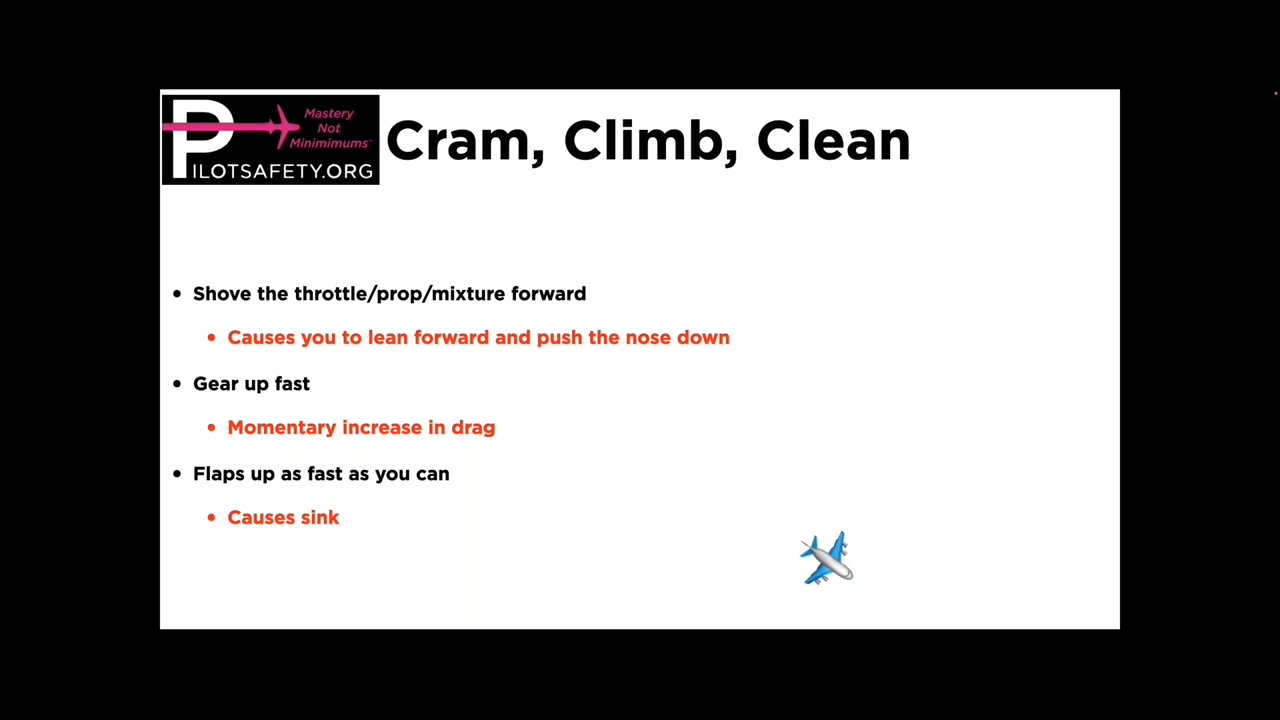 Mastery
Not
Minimimums™
PILOTSAFETY.ORG
Cram, Climb, Clean
• Shove the throttle/prop/mixture forward
• Causes you to lean forward and push the nose down
• Gear up fast
• Momentary increase in drag
• Flaps up as fast as you can
• Causes sink